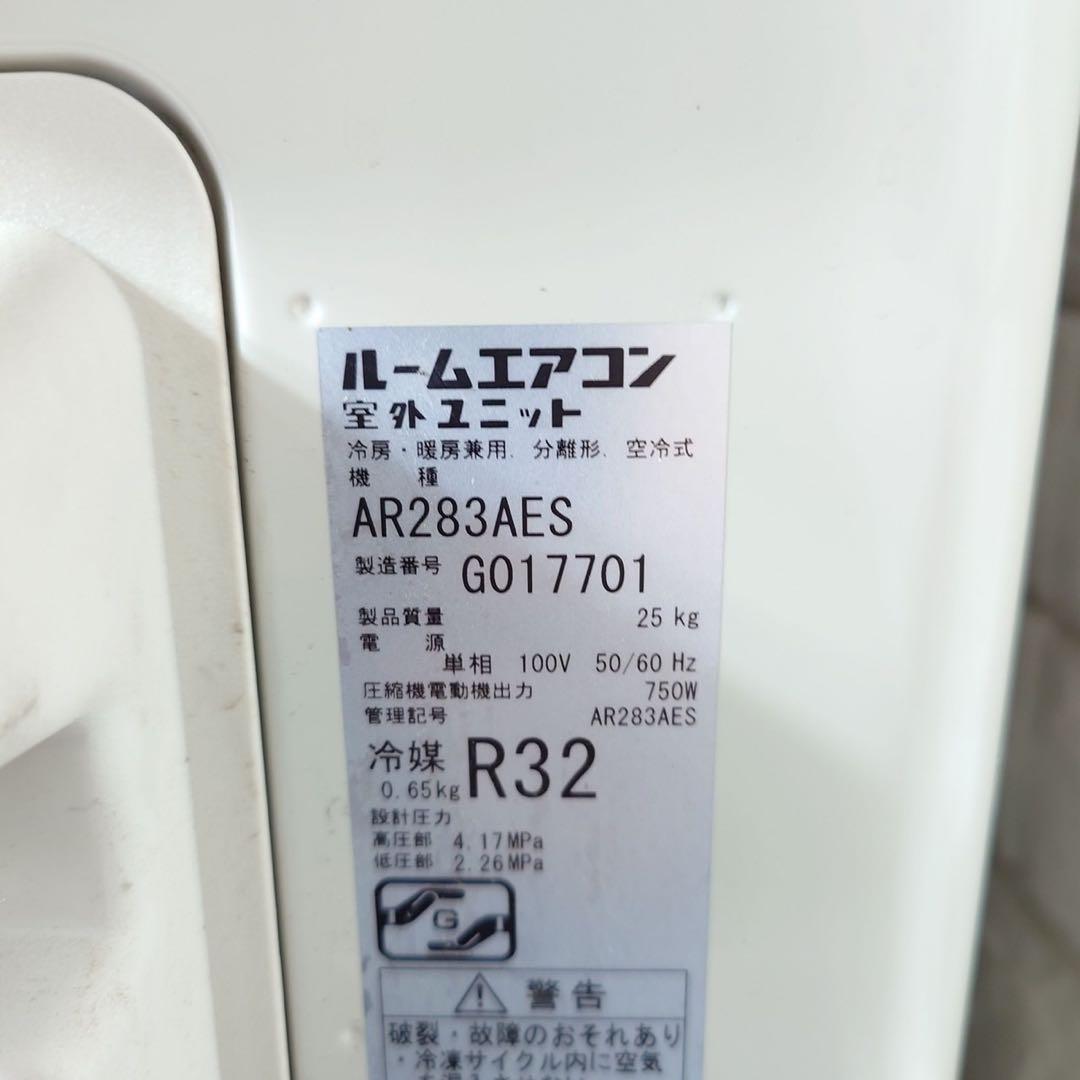 ルームエアコン
室外ユニット
冷房・暖房兼用、分離形、空冷式
機 種
AR283AES
製造番号 G017701
製品質量 25 kg
電 源
単相 100V 50/60 Hz
圧縮機電動機出力 750W
管理記号 AR283AES
冷媒 R32
0.65kg
設計圧力
高圧部 4.17MPa
低圧部 2.26MPa
G
警告
破裂・故障のおそれあり
・冷凍サイクル内に空気